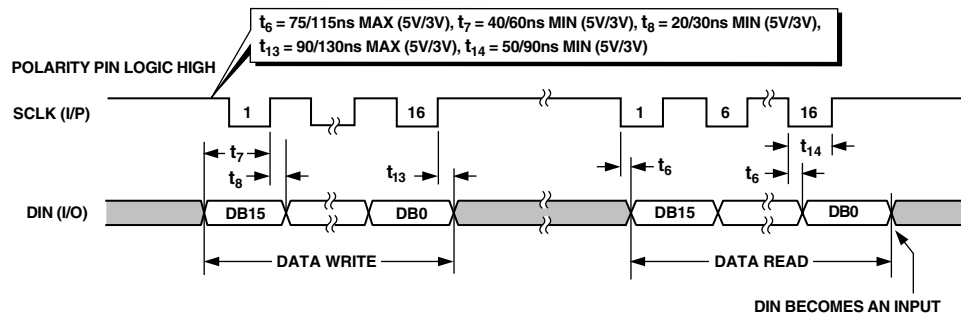 t6 = 75/115ns MAX (5V/3V), t7 = 40/60ns MIN (5V/3V), t8 = 20/30ns MIN (5V/3V),
t13 = 90/130ns MAX (5V/3V), t14 = 50/90ns MIN (5V/3V)
POLARITY PIN LOGIC HIGH
SCLK (I/P)
1
16
1
6
16
t7
t8
t13
t6
t6
t14
DIN (I/O)
DB15
DB0
DB15
DB0
DATA WRITE
DATA READ
DIN BECOMES AN INPUT